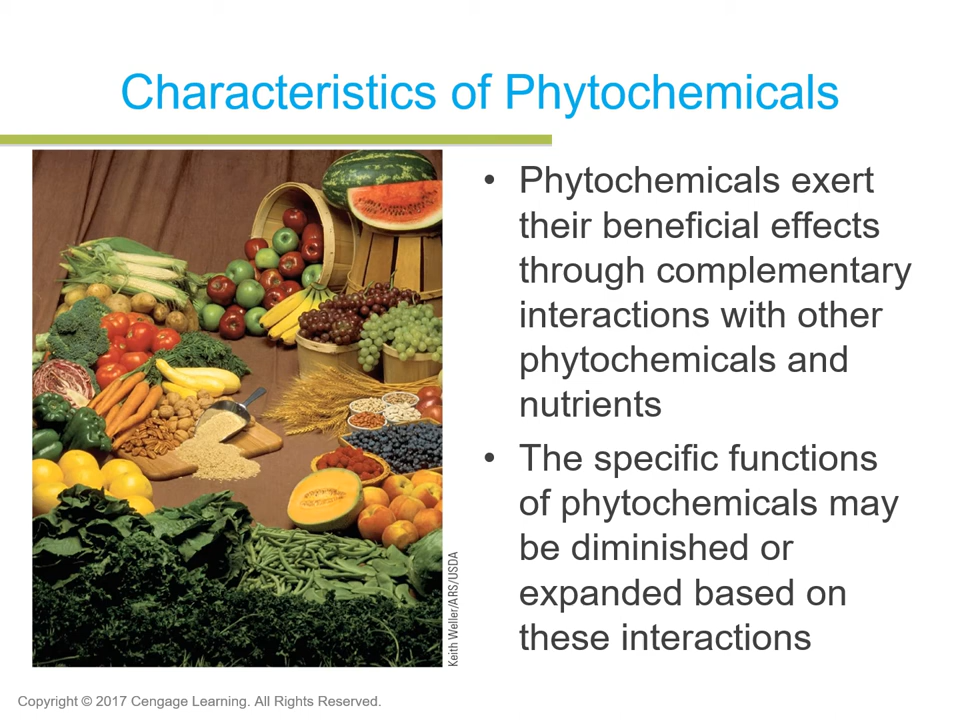 Characteristics of Phytochemicals
• Phytochemicals exert
their beneficial effects
through complementary
interactions with other
phytochemicals and
nutrients
• The specific functions
of phytochemicals may
be diminished or
expanded based on
these interactions
Keith Weller/ARS/USDA
Copyright © 2017 Cengage Learning. All Rights Reserved.